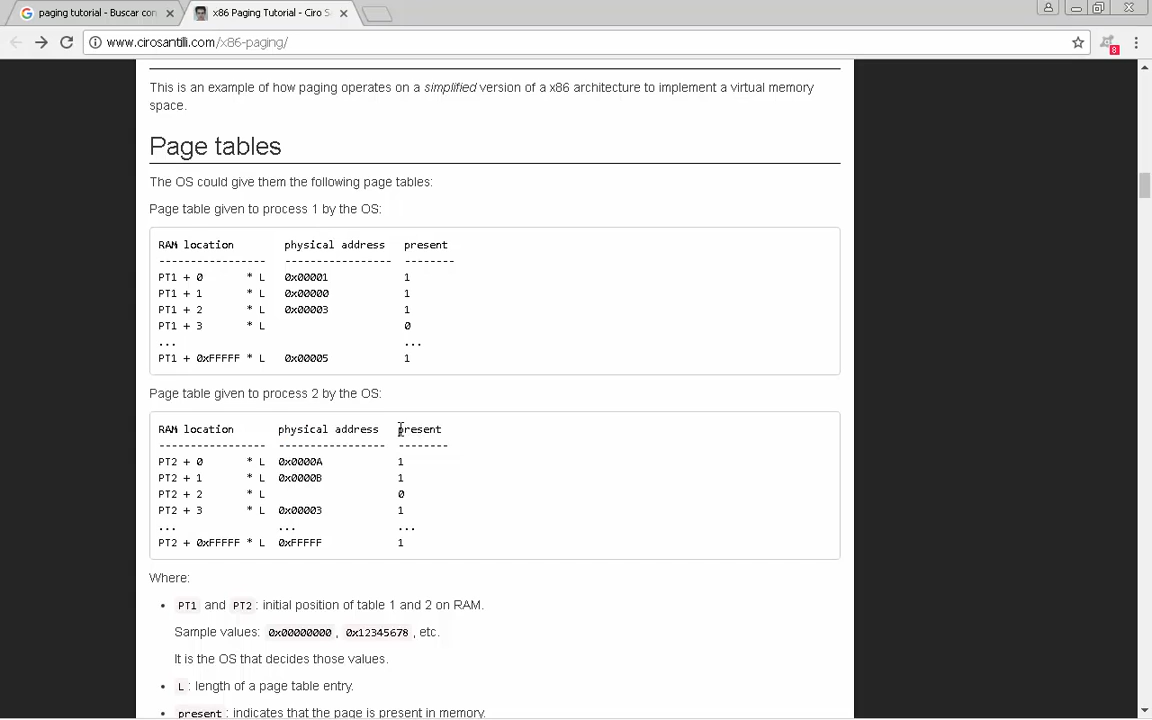 paging tutorial - Buscar con
x86 Paging Tutorial - Ciro S
www.cirosantilli.com/x86-paging/
8
This is an example of how paging operates on a simplified version of a x86 architecture to implement a virtual memory
space.
Page tables
The OS could give them the following page tables:
Page table given to process 1 by the OS:
RAM location physical address present
----------------- ----------------- --------
PT1 + 0 * L 0x00001 1
PT1 + 1 * L 0x00000 1
PT1 + 2 * L 0x00003 1
PT1 + 3 * L 0
... ...
PT1 + 0xFFFFF * L 0x00005 1
Page table given to process 2 by the OS:
RAM location physical address present
----------------- ----------------- --------
PT2 + 0 * L 0x0000A 1
PT2 + 1 * L 0x0000B 1
PT2 + 2 * L 0
PT2 + 3 * L 0x00003 1
... ... ...
PT2 + 0xFFFFF * L 0xFFFFF 1
Where:
• PT1 and PT2 : initial position of table 1 and 2 on RAM.
Sample values: 0x00000000 , 0x12345678 , etc.
It is the OS that decides those values.
• L : length of a page table entry.
• present : indicates that the page is present in memory.